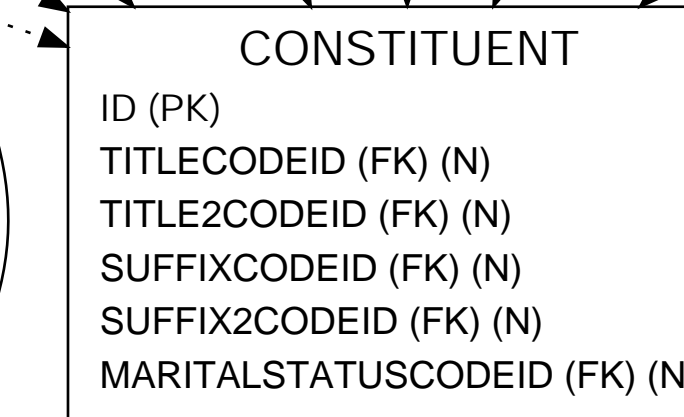 CONSTITUENT
ID (PK)
TITLECODEID (FK) (N)
TITLE2CODEID (FK) (N)
SUFFIXCODEID (FK) (N)
SUFFIX2CODEID (FK) (N)
MARITALSTATUSCODEID (FK) (N